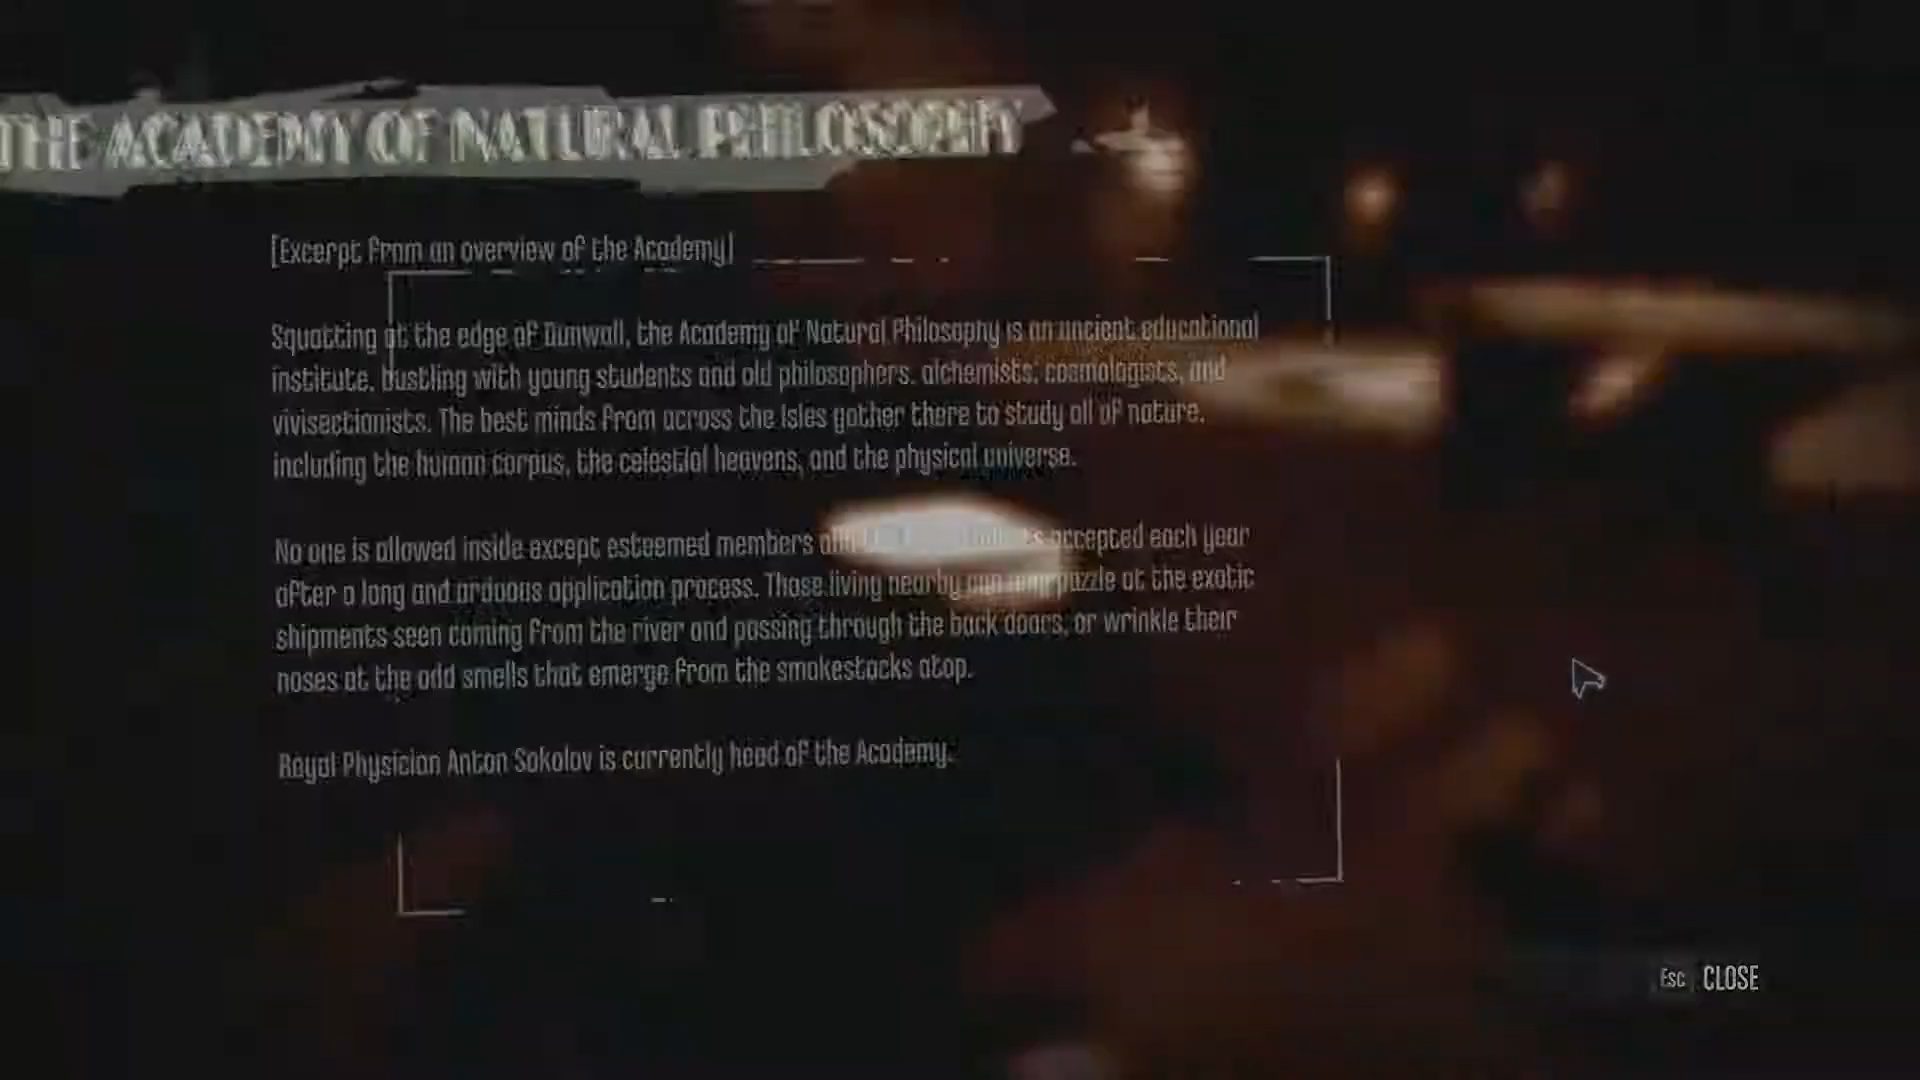 THE ACADEMY OF NATURAL PHILOSOPHY
[Excerpt from an overview of the Academy]
Squatting at the edge of Dunwall, the Academy of Natural Philosophy is an ancient educational
institute, bustling with young students and old philosophers, alchemists, cosmologists, and
vivisectionists. The best minds from across the Isles gather there to study all of nature,
including the human corpus, the celestial heavens, and the physical universe.
No one is allowed inside except esteemed members accepted each year
after a long and arduous application process. Those living nearby can puzzle at the exotic
shipments seen coming from the river and passing through the back doors, or wrinkle their
noses at the odd smells that emerge from the smokestacks atop.
Royal Physician Anton Sokolov is currently head of the Academy.
Esc CLOSE